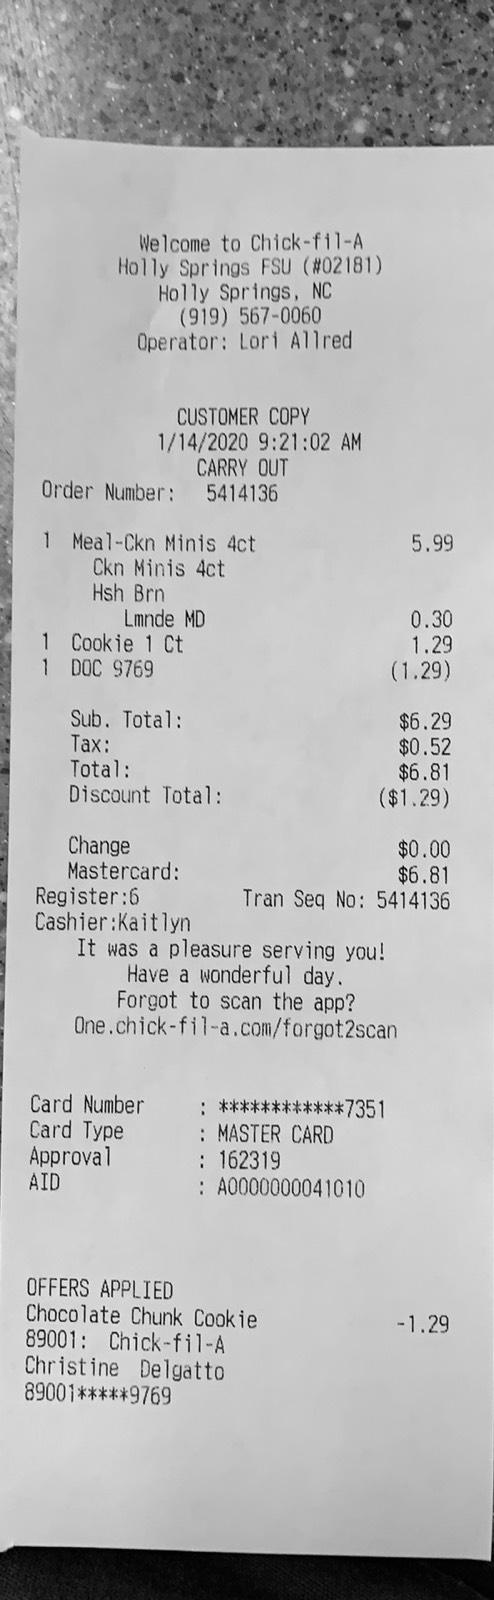 Welcome to Chick-fil-A
Holly Springs FSU (#02181)
Holly Springs, NC
(919) 567-0060
Operator: Lori Allred
CUSTOMER COPY
1/14/2020 9:21:02 AM
CARRY OUT
Order Number: 5414136
1 Meal-Ckn Minis 4ct 5.99
Ckn Minis 4ct
Hsh Brn
Lmnde MD 0.30
1 Cookie 1 Ct 1.29
1 DOC 9769 (1.29)
Sub. Total: $6.29
Tax: $0.52
Total: $6.81
Discount Total: ($1.29)
Change $0.00
Mastercard: $6.81
Register:6 Tran Seq No: 5414136
Cashier:Kaitlyn
It was a pleasure serving you!
Have a wonderful day.
Forgot to scan the app?
One.chick-fil-a.com/forgot2scan
Card Number : ************7351
Card Type : MASTER CARD
Approval : 162319
AID : A0000000041010
OFFERS APPLIED
Chocolate Chunk Cookie -1.29
89001: Chick-fil-A
Christine Delgatto
89001*****9769